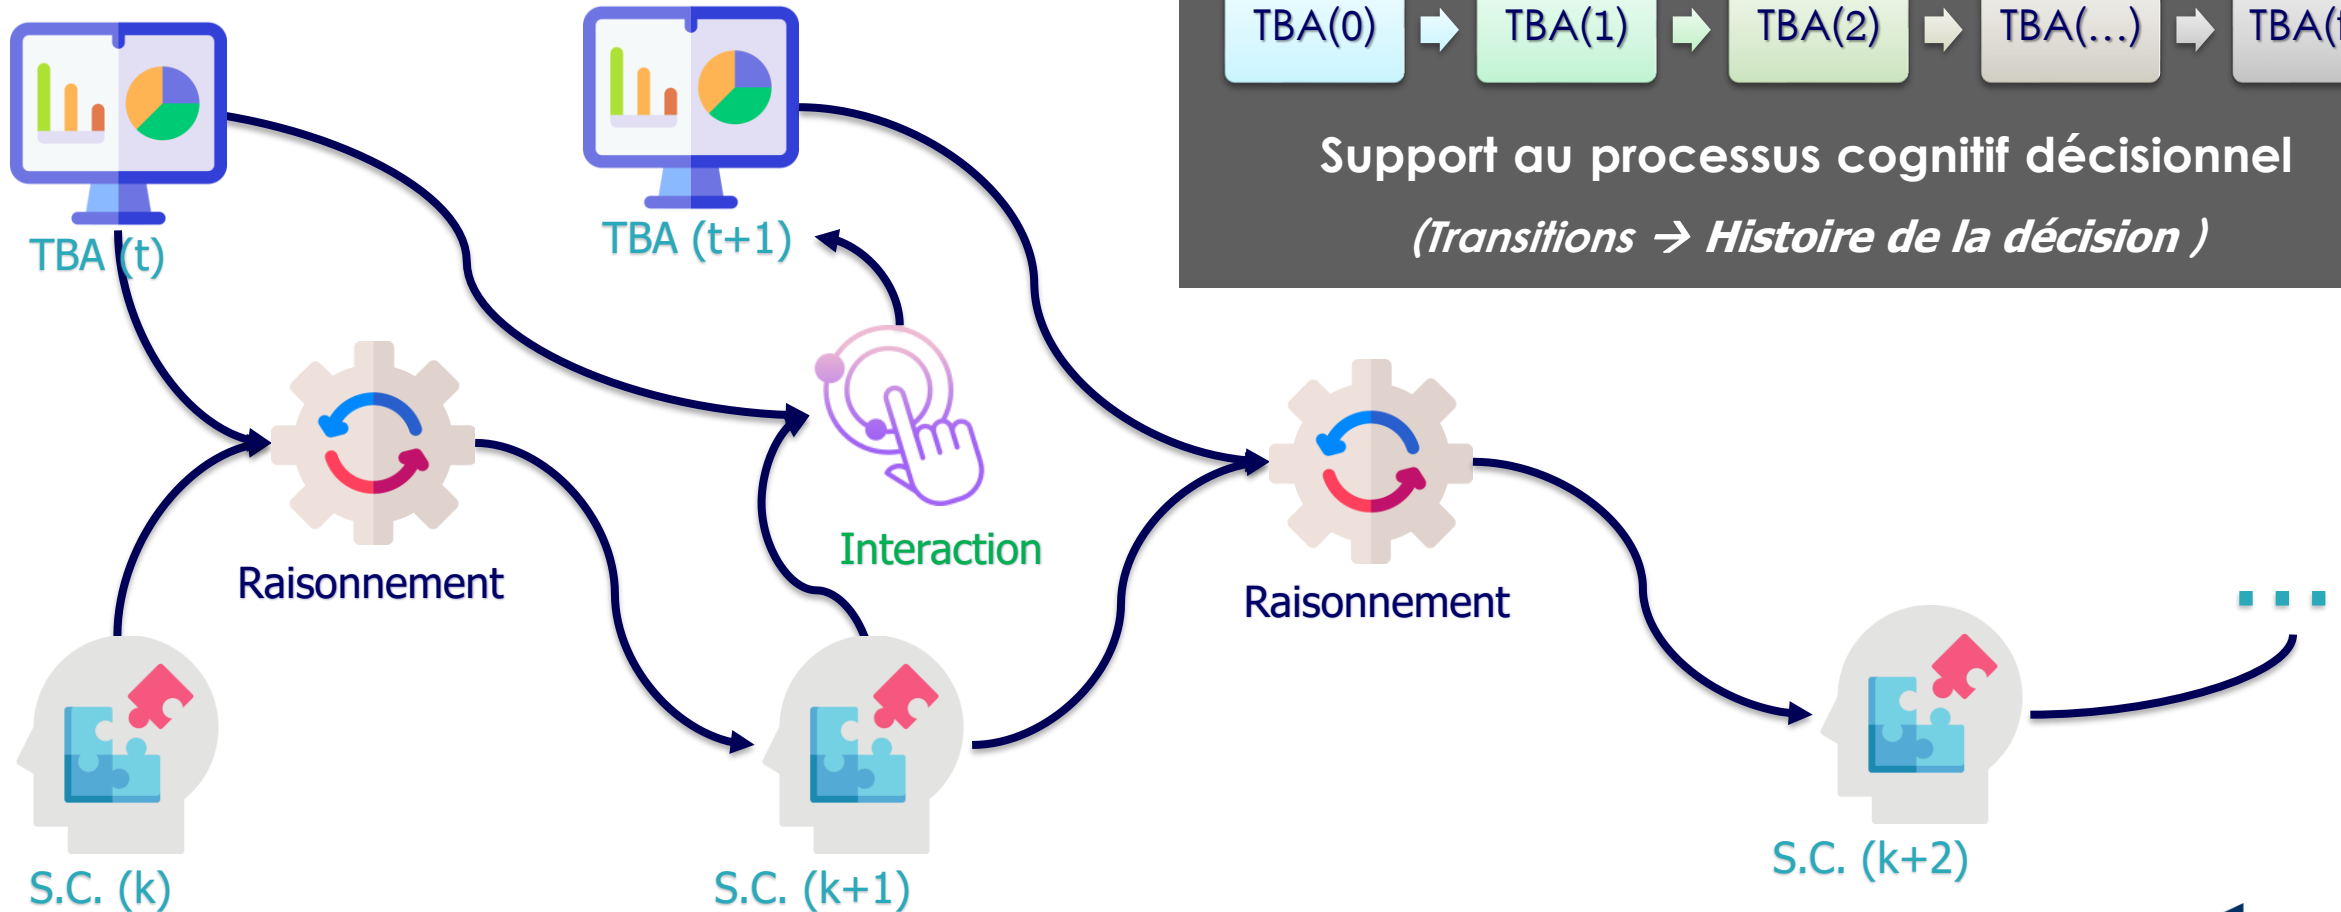 TBA(0) TBA(1) TBA(2) TBA(...)
Support au processus cognitif décisionnel
(Transitions → Histoire de la décision )
TBA (t)
TBA (t+1)
Interaction
Raisonnement
Raisonnement
...
S.C. (k)
S.C. (k+1)
S.C. (k+2)